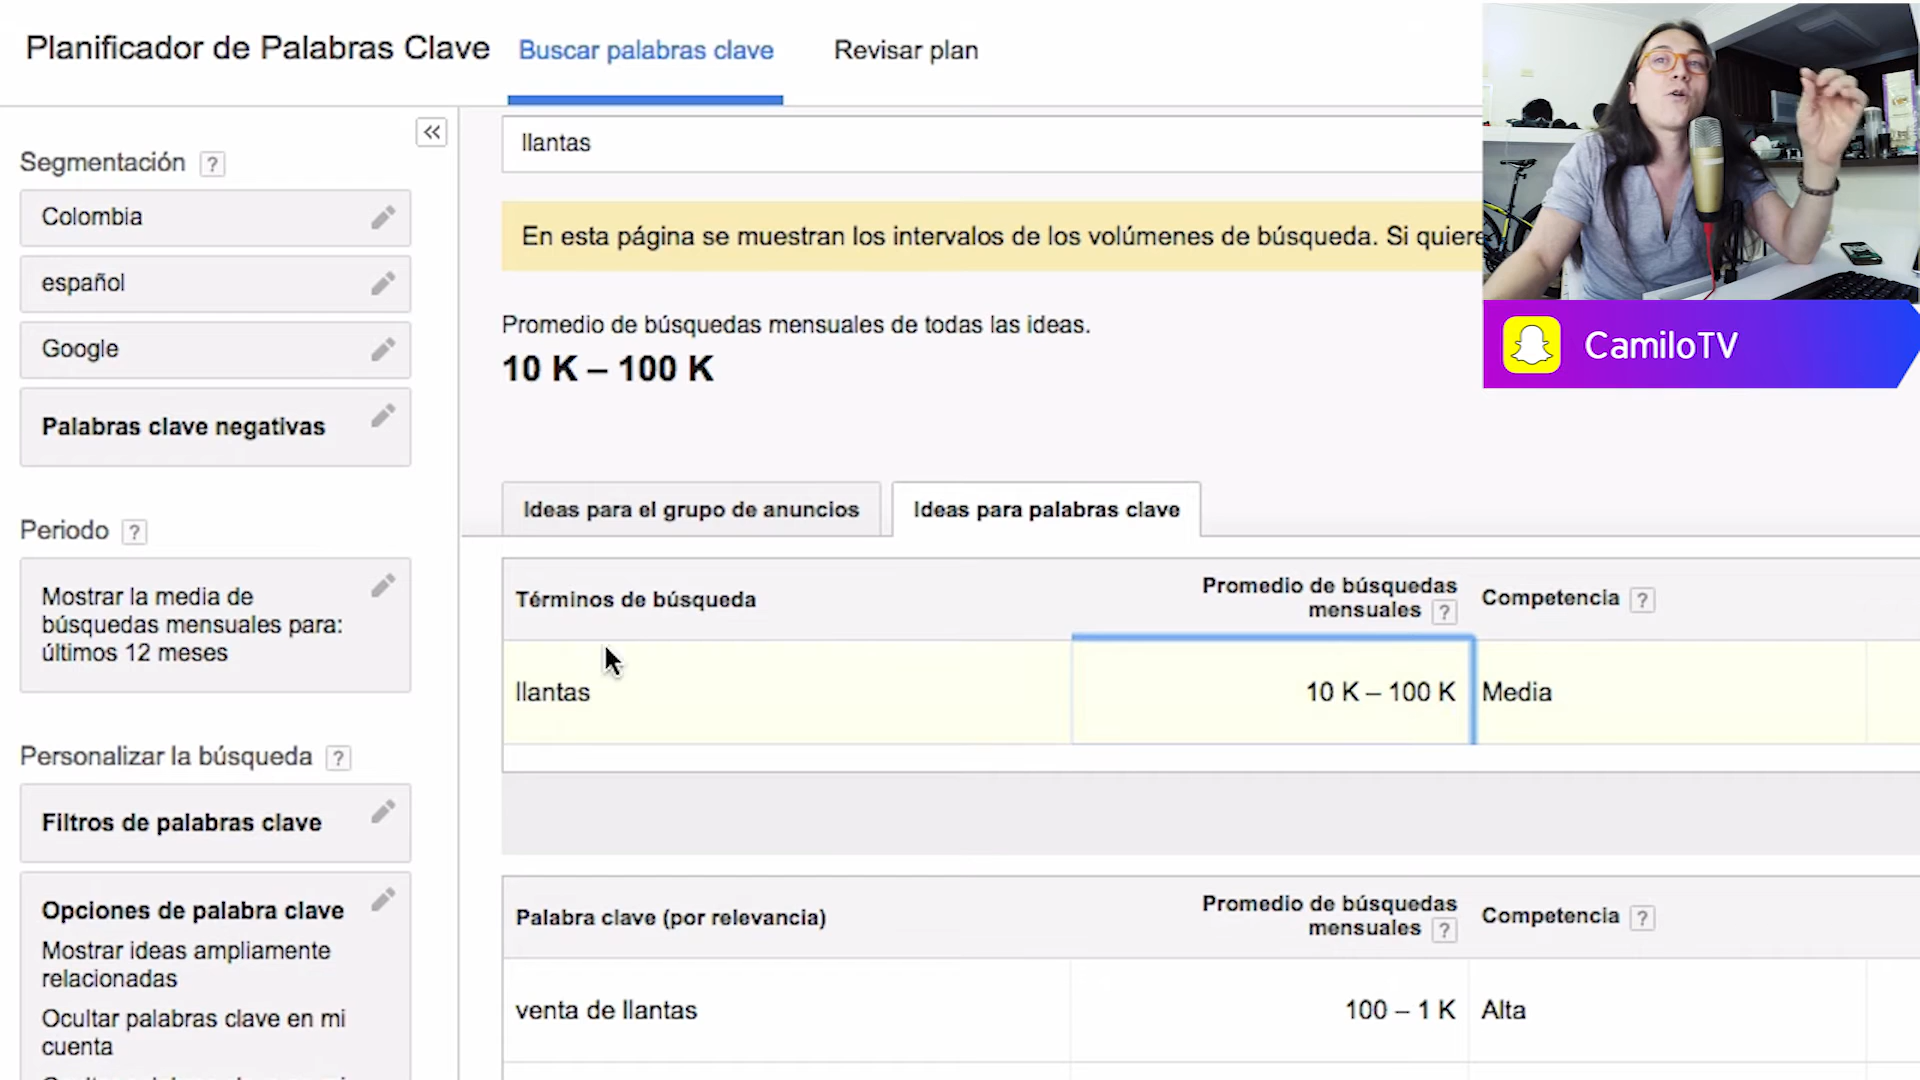 Planificador de Palabras Clave
Buscar palabras clave
Revisar plan
Segmentación ?
Colombia
español
Google
Palabras clave negativas
Periodo ?
Mostrar la media de
búsquedas mensuales para:
últimos 12 meses
Personalizar la búsqueda ?
Filtros de palabras clave
Opciones de palabra clave
Mostrar ideas ampliamente
relacionadas
Ocultar palabras clave en mi
cuenta
llantas
En esta página se muestran los intervalos de los volúmenes de búsqueda. Si quiere
Promedio de búsquedas mensuales de todas las ideas.
10 K – 100 K
Ideas para el grupo de anuncios
Ideas para palabras clave
Términos de búsqueda
Promedio de búsquedas
mensuales ?
Competencia ?
llantas
10 K – 100 K
Media
Palabra clave (por relevancia)
Promedio de búsquedas
mensuales ?
Competencia ?
venta de llantas
100 – 1 K
Alta
CamiloTV